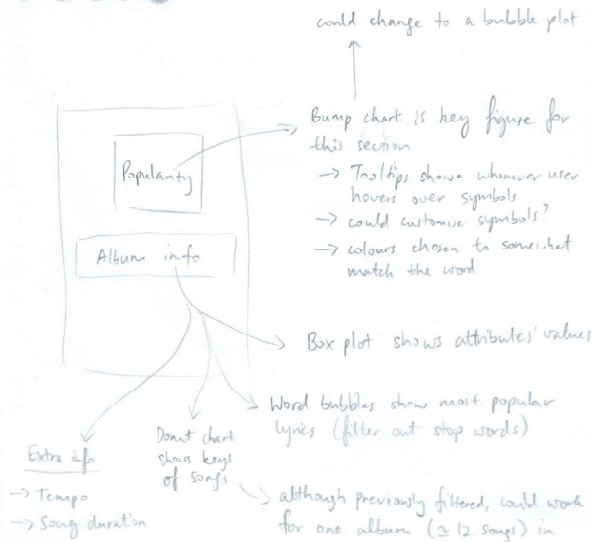 could change to a bubble plot
Bump chart is key figure for
this section
→ Tooltips shown whenever user
hovers over symbols
→ could customise symbols?
→ colours chosen to somewhat
match the word
Popularity
Album info
Box plot shows attributes' values
Word bubbles show most popular
lyrics (filter out stop words)
Donut chart
shows keys
of songs
Extra info
→ Tempo
→ Song duration
although previously filtered, could work
for one album (≃ 12 songs) in